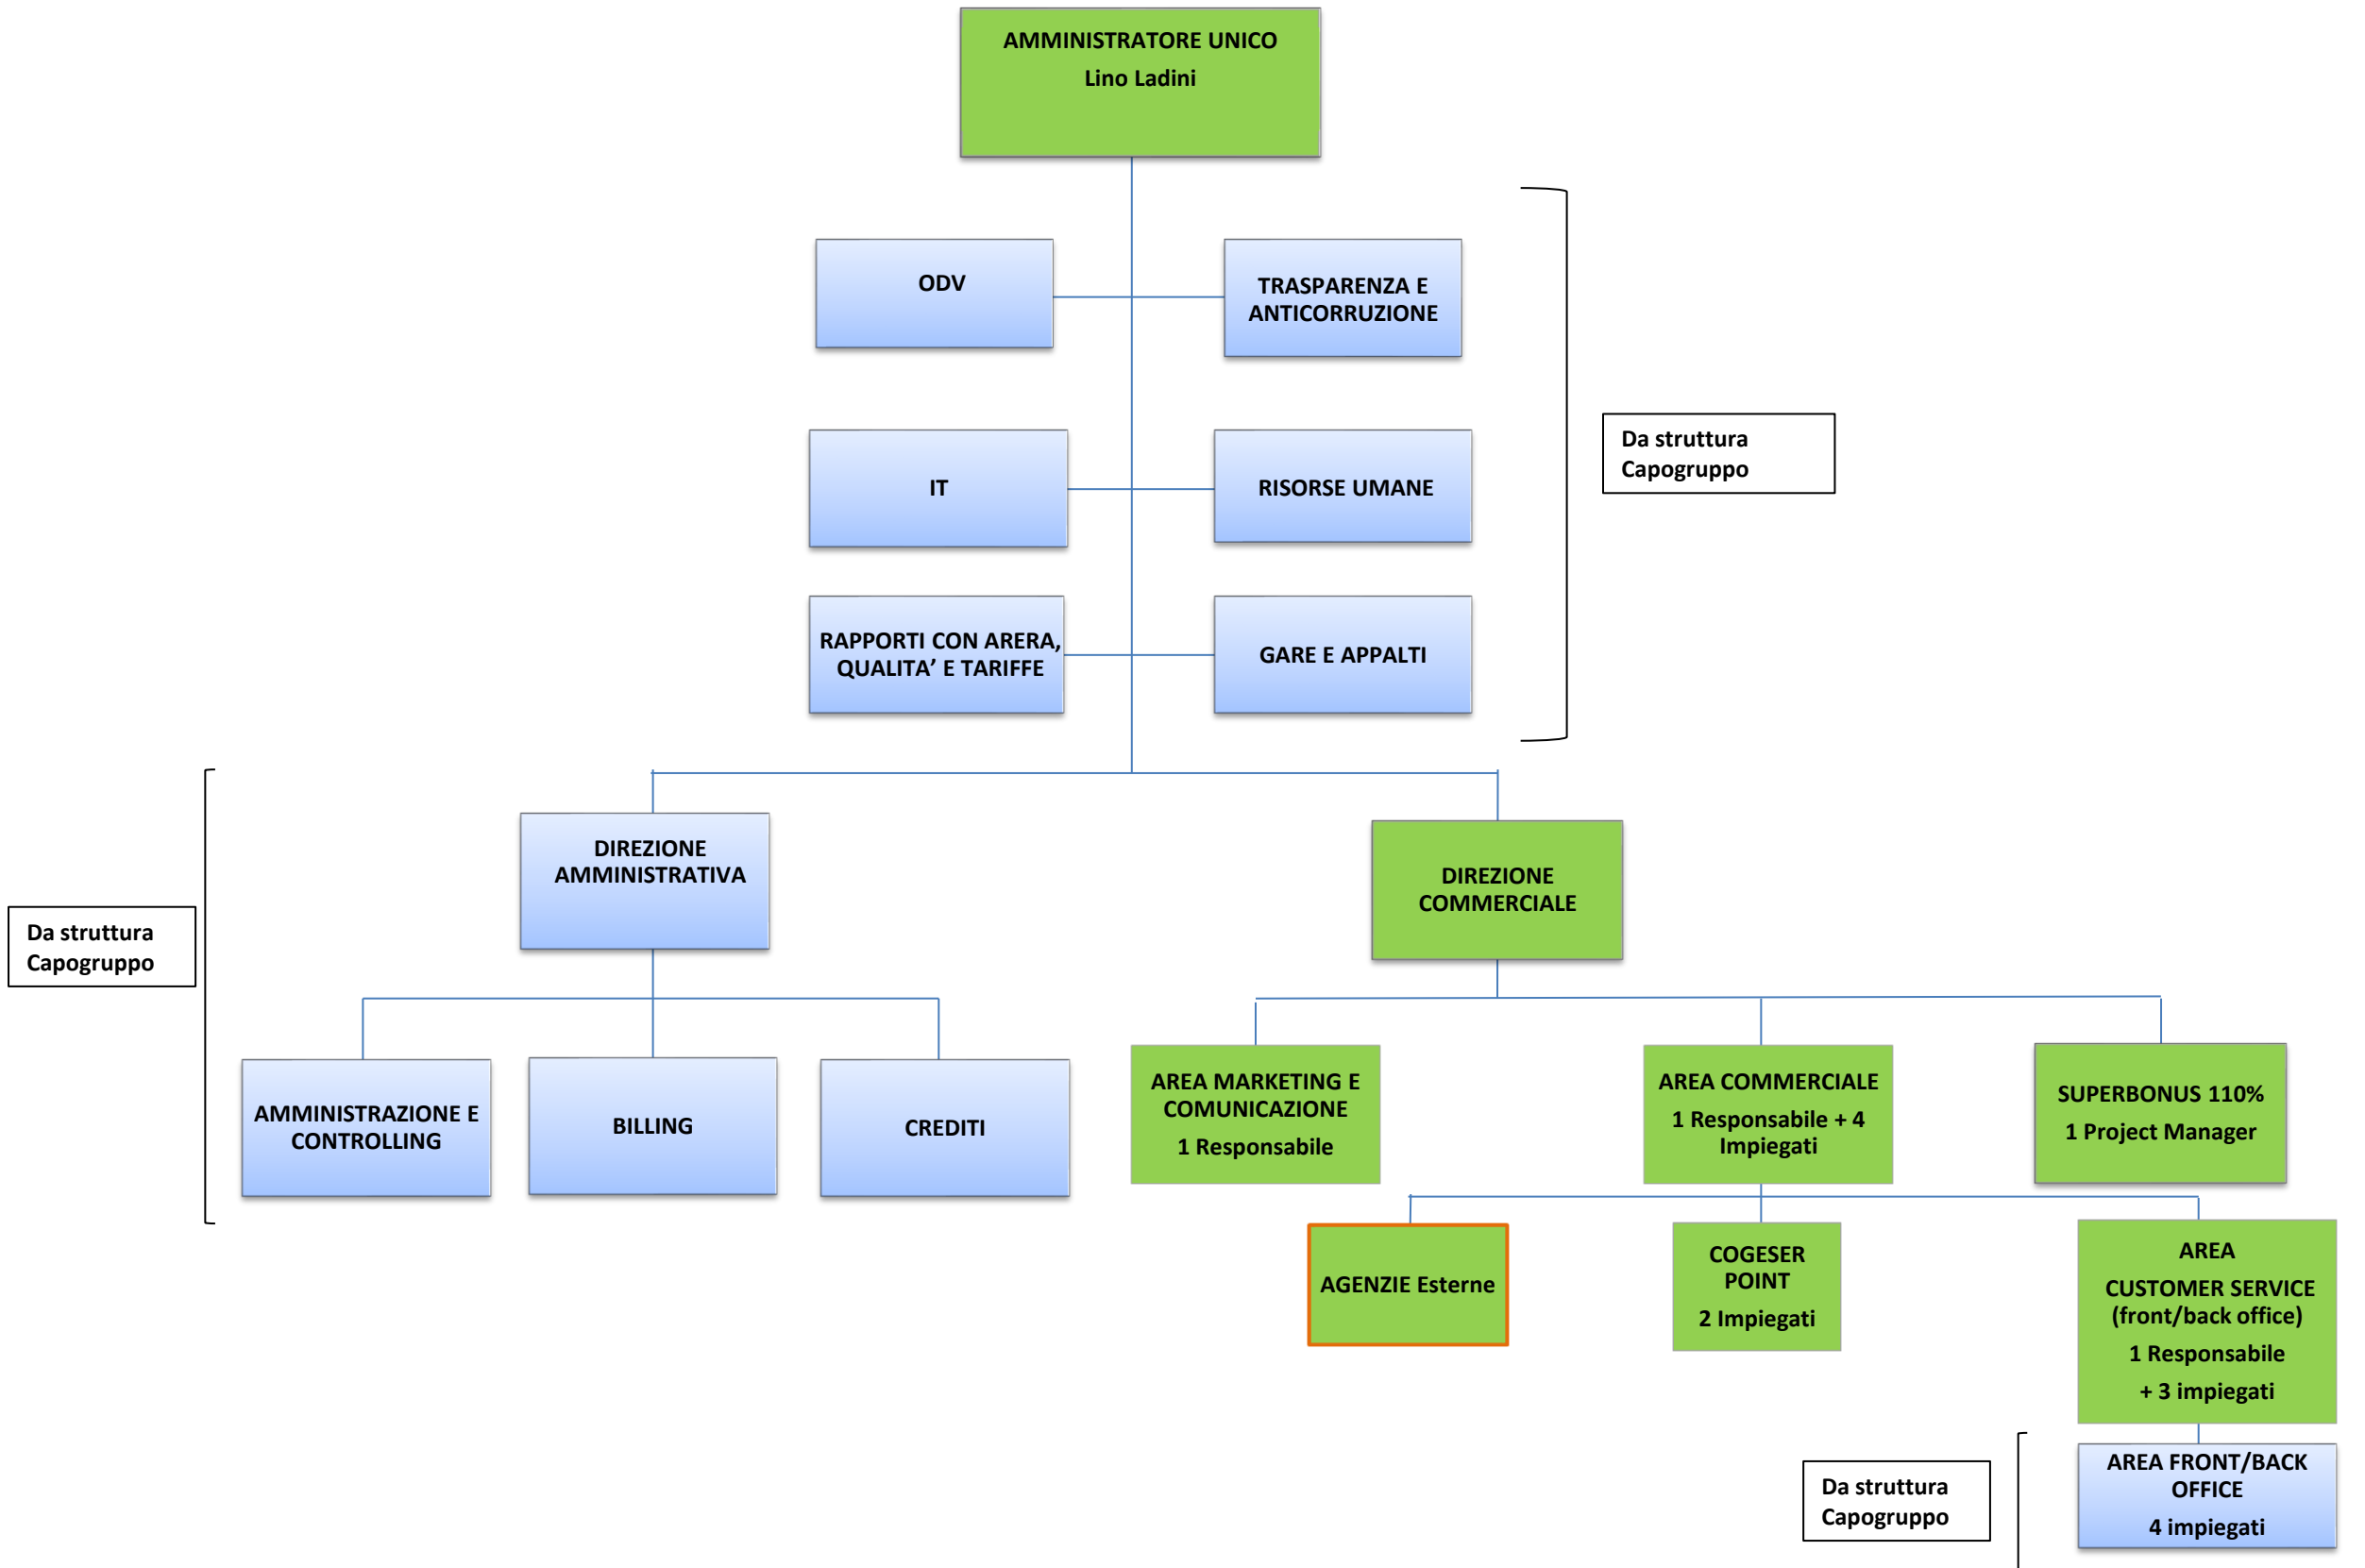 AMMINISTRATORE UNICO
Lino Ladini
ODV
TRASPARENZA E
ANTICORRUZIONE
Da struttura
Capogruppo
IT
RISORSE UMANE
RAPPORTI CON ARERA,
QUALITA’ E TARIFFE
GARE E APPALTI
Da struttura
Capogruppo
DIREZIONE
AMMINISTRATIVA
DIREZIONE
COMMERCIALE
AMMINISTRAZIONE E
CONTROLLING
BILLING
CREDITI
AREA MARKETING E
COMUNICAZIONE
1 Responsabile
AREA COMMERCIALE
1 Responsabile + 4
Impiegati
SUPERBONUS 110%
1 Project Manager
AGENZIE Esterne
COGESER
POINT
2 Impiegati
AREA
CUSTOMER SERVICE
(front/back office)
1 Responsabile
+ 3 impiegati
Da struttura
Capogruppo
AREA FRONT/BACK
OFFICE
4 impiegati